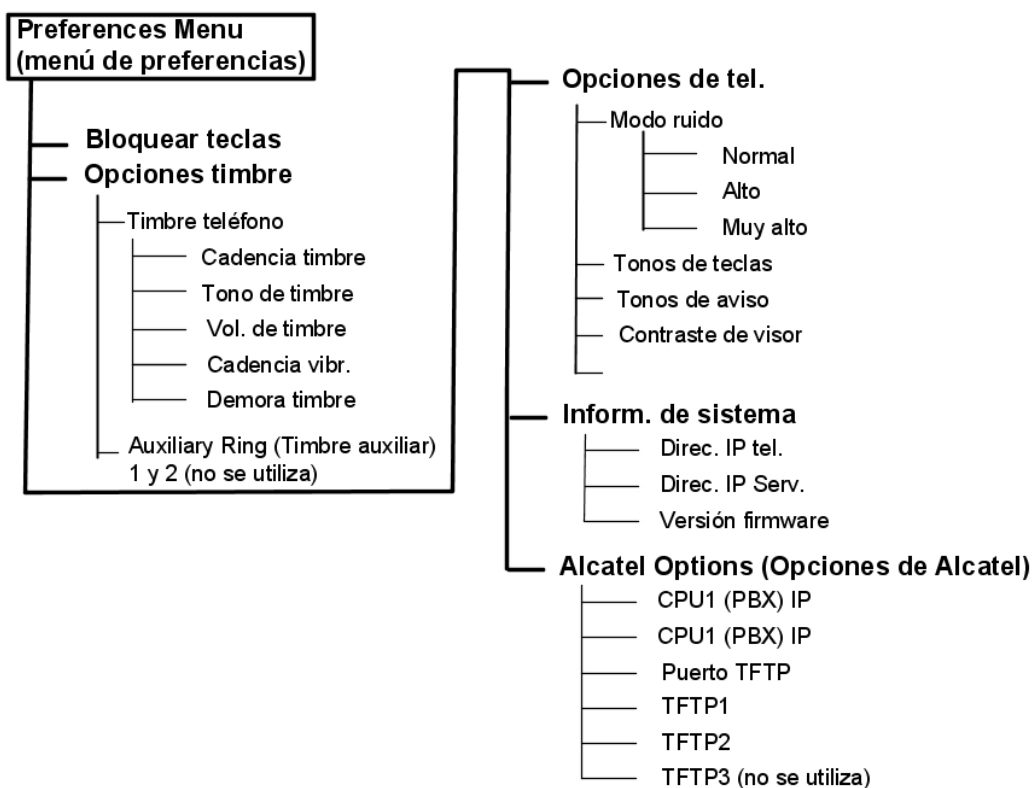 Preferences Menu
(menú de preferencias)
Bloquear teclas
Opciones timbre
Timbre teléfono
Cadencia timbre
Tono de timbre
Vol. de timbre
Cadencia vibr.
Demora timbre
Auxiliary Ring (Timbre auxiliar)
1 y 2 (no se utiliza)
Opciones de tel.
Modo ruido
Normal
Alto
Muy alto
Tonos de teclas
Tonos de aviso
Contraste de visor
Inform. de sistema
Direc. IP tel.
Direc. IP Serv.
Versión firmware
Alcatel Options (Opciones de Alcatel)
CPU1 (PBX) IP
CPU1 (PBX) IP
Puerto TFTP
TFTP1
TFTP2
TFTP3 (no se utiliza)